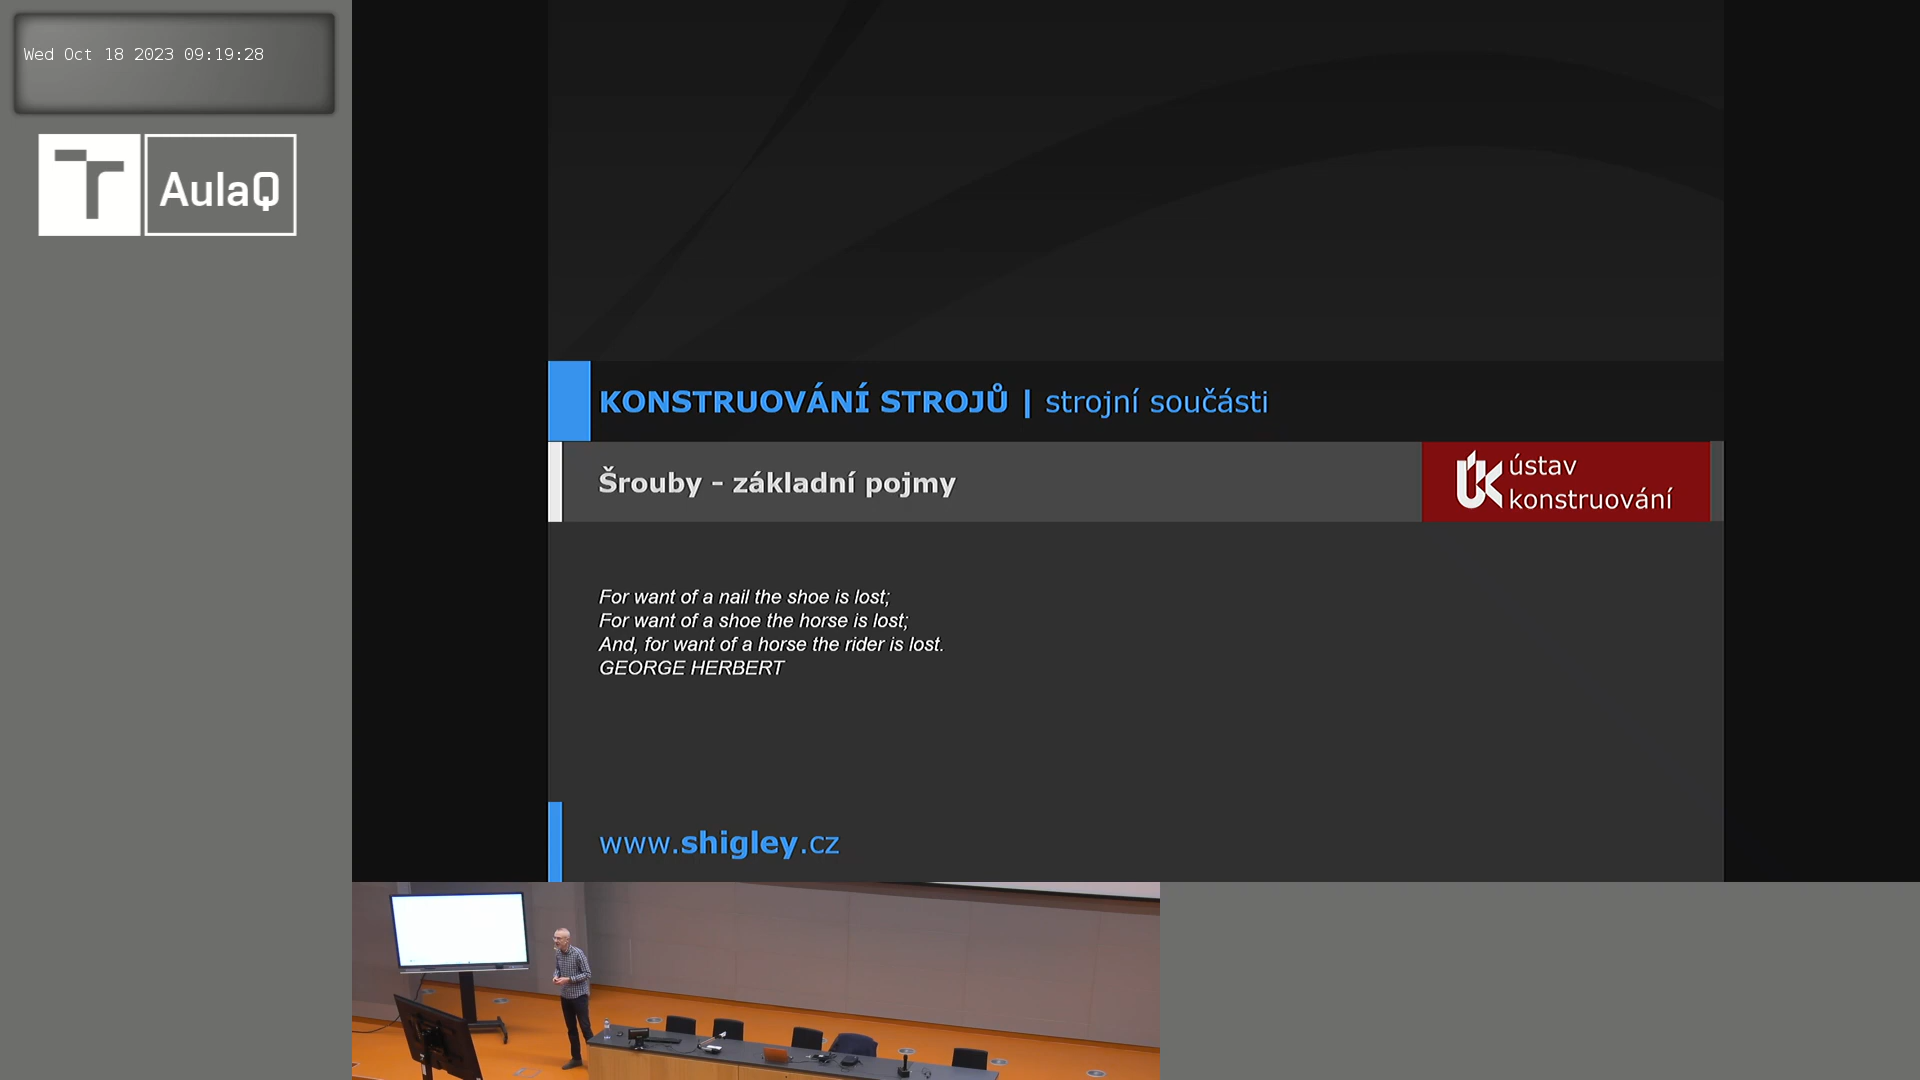 Wed Oct 18 2023 09:19:28
AulaQ
KONSTRUOVÁNÍ STROJŮ | strojní součásti
Šrouby - základní pojmy
ústav
konstruování
For want of a nail the shoe is lost;
For want of a shoe the horse is lost;
And, for want of a horse the rider is lost.
GEORGE HERBERT
www.shigley.cz